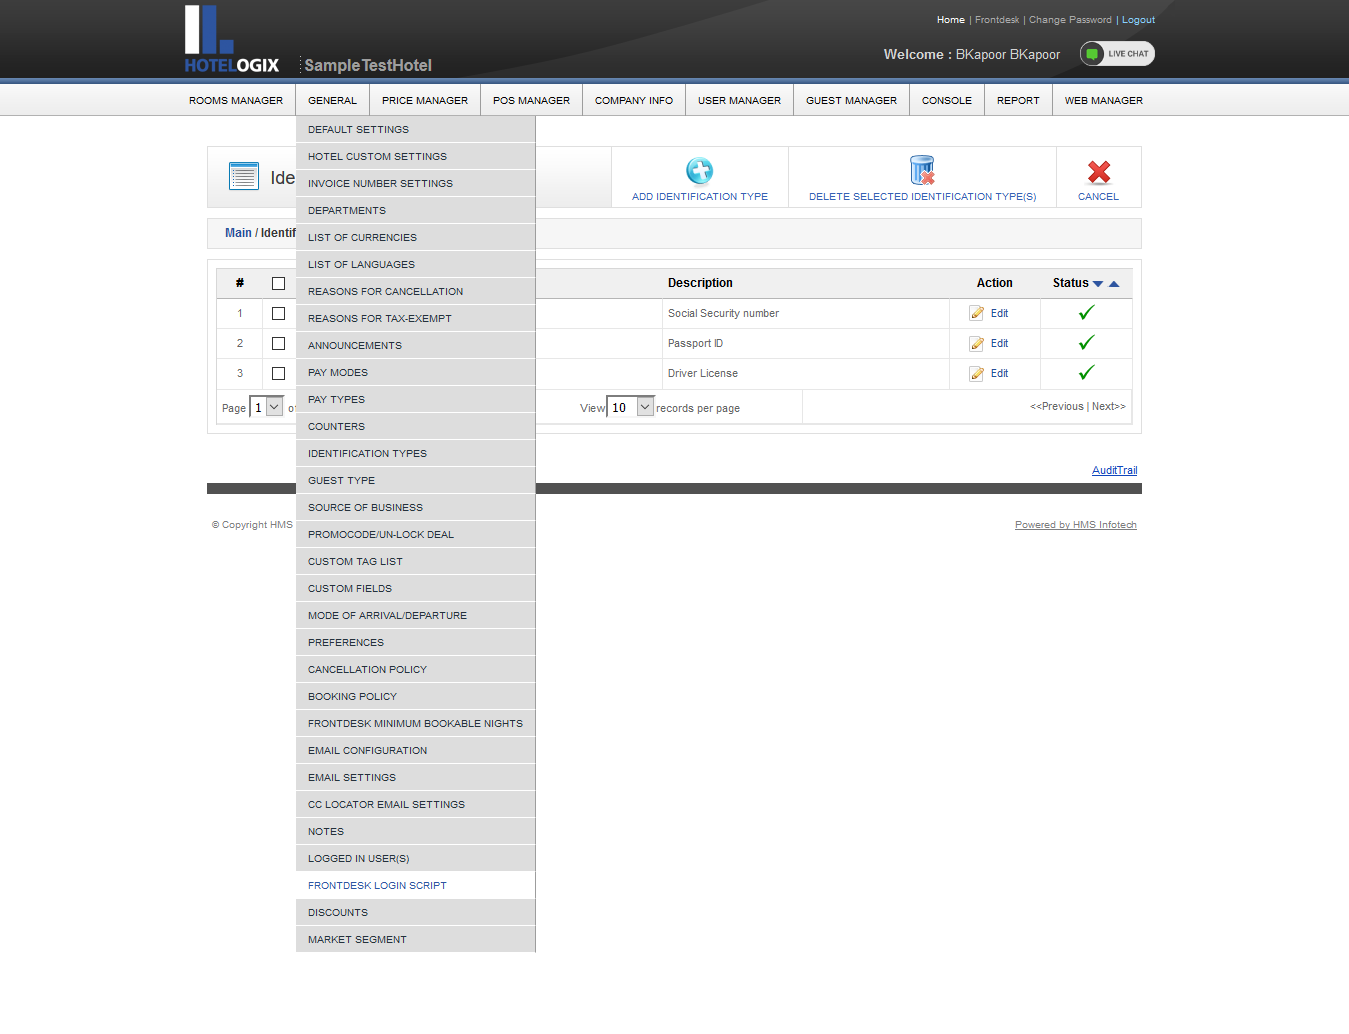 Home | Frontdesk | Change Password | Logout
HOTELOGIX
SampleTestHotel
Welcome : BKapoor BKapoor
LIVE CHAT
ROOMS MANAGER GENERAL PRICE MANAGER POS MANAGER COMPANY INFO USER MANAGER GUEST MANAGER CONSOLE REPORT WEB MANAGER
DEFAULT SETTINGS
HOTEL CUSTOM SETTINGS
INVOICE NUMBER SETTINGS
DEPARTMENTS
LIST OF CURRENCIES
LIST OF LANGUAGES
REASONS FOR CANCELLATION
REASONS FOR TAX-EXEMPT
ANNOUNCEMENTS
PAY MODES
PAY TYPES
COUNTERS
IDENTIFICATION TYPES
GUEST TYPE
SOURCE OF BUSINESS
PROMOCODE/UN-LOCK DEAL
CUSTOM TAG LIST
CUSTOM FIELDS
MODE OF ARRIVAL/DEPARTURE
PREFERENCES
CANCELLATION POLICY
BOOKING POLICY
FRONTDESK MINIMUM BOOKABLE NIGHTS
EMAIL CONFIGURATION
EMAIL SETTINGS
CC LOCATOR EMAIL SETTINGS
NOTES
LOGGED IN USER(S)
FRONTDESK LOGIN SCRIPT
DISCOUNTS
MARKET SEGMENT
Ide
ADD IDENTIFICATION TYPE DELETE SELECTED IDENTIFICATION TYPE(S) CANCEL
Main / Identif
# Description Action Status
1 Social Security number Edit
2 Passport ID Edit
3 Driver License Edit
Page 1 of View 10 records per page <<Previous | Next>>
AuditTrail
© Copyright HMS Powered by HMS Infotech